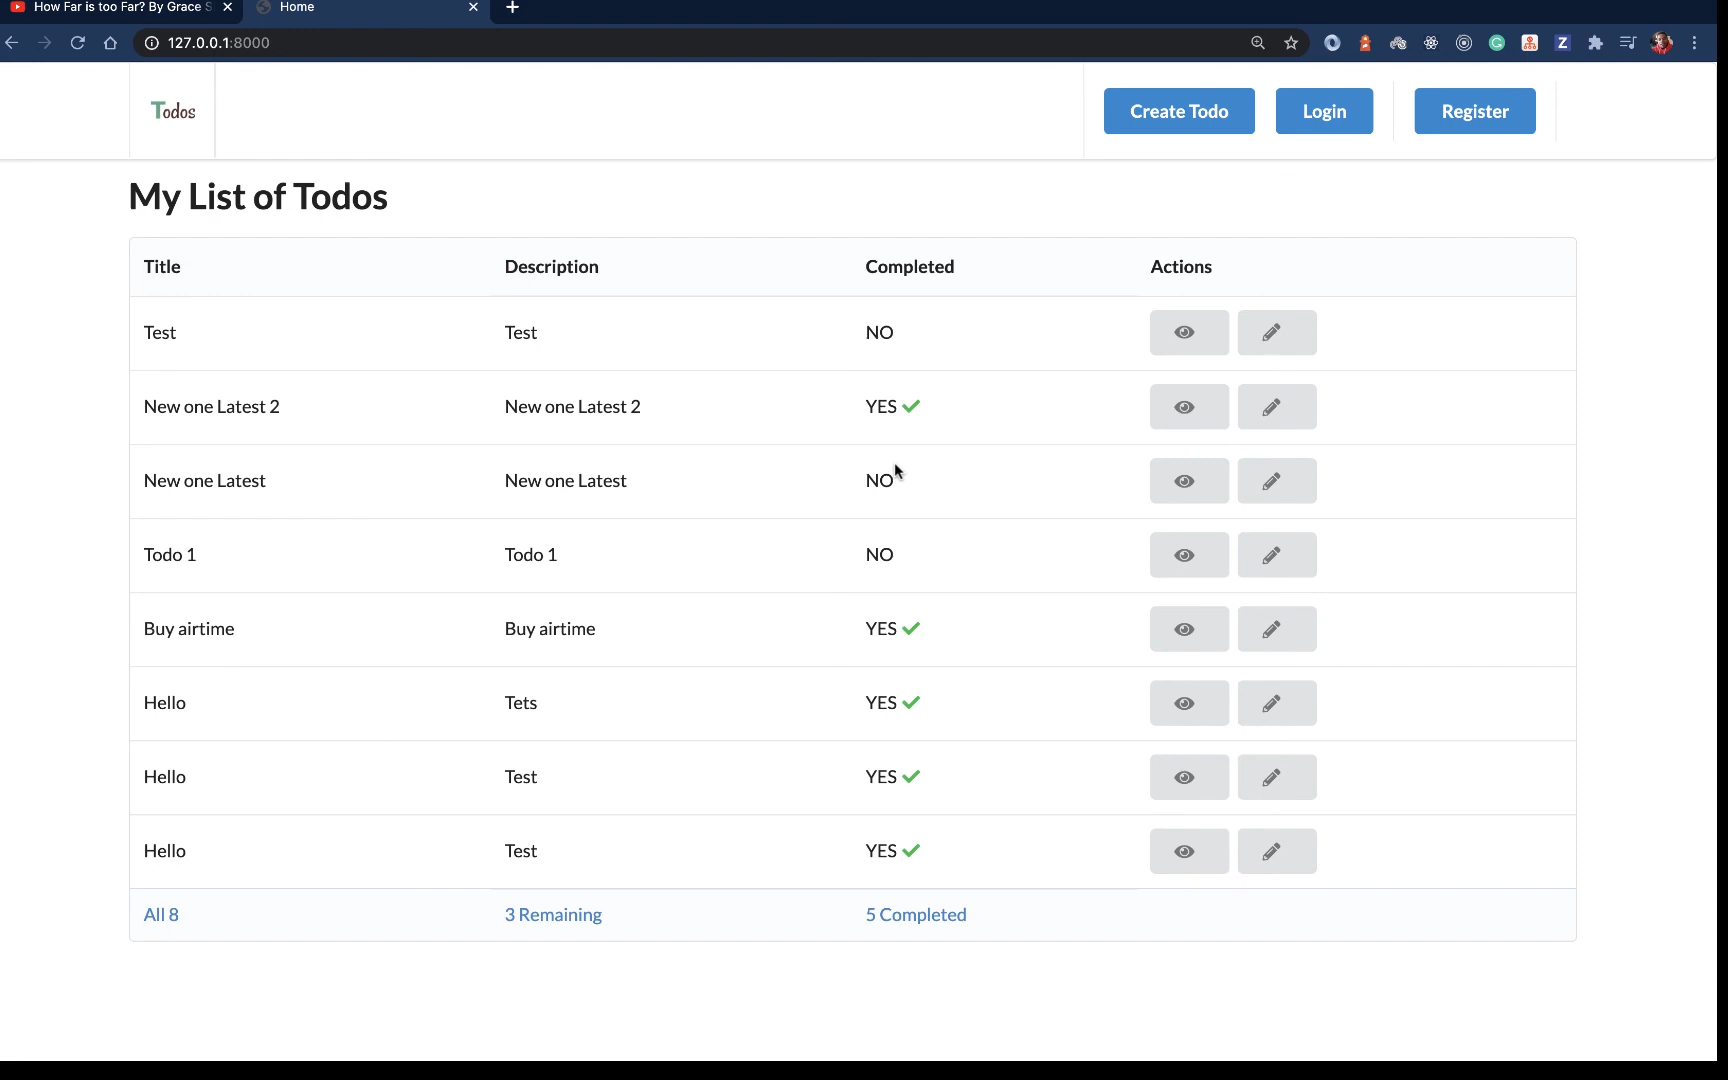 How Far is too Far? By Grace S
Home
127.0.0.1:8000
Todos
Create Todo
Login
Register
My List of Todos
Title Description Completed Actions
Test Test NO
New one Latest 2 New one Latest 2 YES
New one Latest New one Latest NO
Todo 1 Todo 1 NO
Buy airtime Buy airtime YES
Hello Tets YES
Hello Test YES
Hello Test YES
All 8 3 Remaining 5 Completed